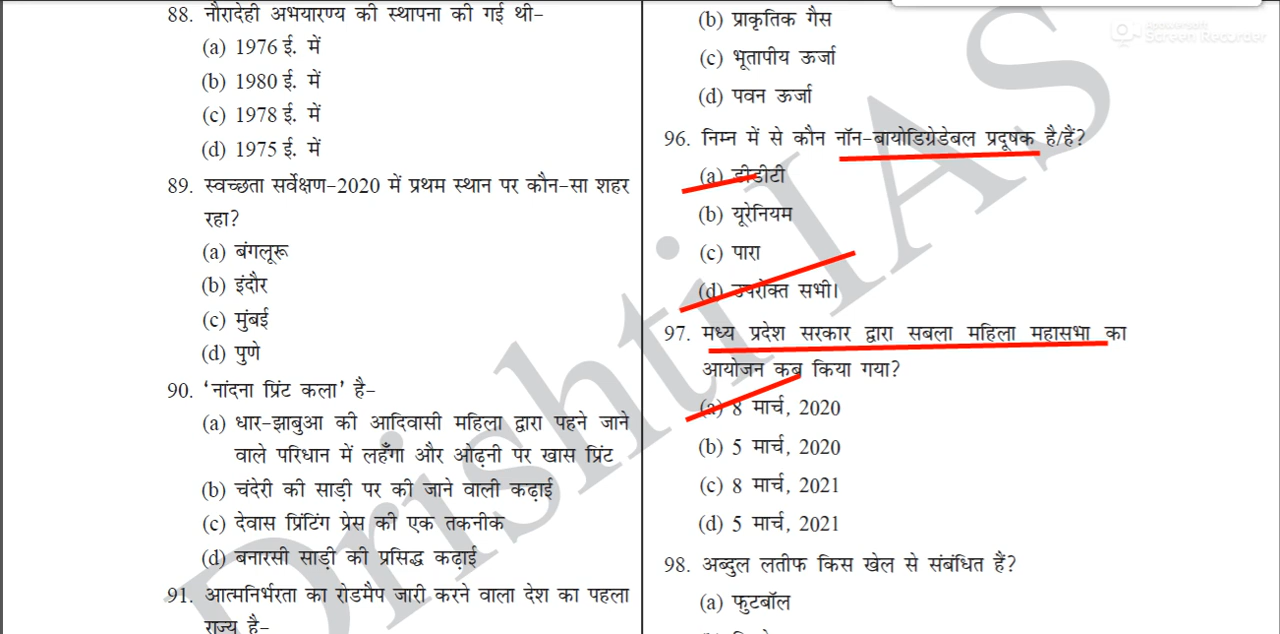 88. नौरादेही अभयारण्य की स्थापना की गई थी–
(a) 1976 ई. में
(b) 1980 ई. में
(c) 1978 ई. में
(d) 1975 ई. में
89. स्वच्छता सर्वेक्षण–2020 में प्रथम स्थान पर कौन-सा शहर
रहा?
(a) बंगलूरू
(b) इंदौर
(c) मुंबई
(d) पुणे
90. ‘नांदना प्रिंट कला’ है–
(a) धार-झाबुआ की आदिवासी महिला द्वारा पहने जाने
वाले परिधान में लहँगा और ओढ़नी पर खास प्रिंट
(b) चंदेरी की साड़ी पर की जाने वाली कढ़ाई
(c) देवास प्रिंटिंग प्रेस की एक तकनीक
(d) बनारसी साड़ी की प्रसिद्ध कढ़ाई
91. आत्मनिर्भरता का रोडमैप जारी करने वाला देश का पहला
राज्य है–
(b) प्राकृतिक गैस
(c) भूतापीय ऊर्जा
(d) पवन ऊर्जा
96. निम्न में से कौन नॉन-बायोडिग्रेडेबल प्रदूषक है/हैं?
(a) डीडीटी
(b) यूरेनियम
(c) पारा
(d) उपरोक्त सभी।
97. मध्य प्रदेश सरकार द्वारा सबला महिला महासभा का
आयोजन कब किया गया?
(a) 8 मार्च, 2020
(b) 5 मार्च, 2020
(c) 8 मार्च, 2021
(d) 5 मार्च, 2021
98. अब्दुल लतीफ किस खेल से संबंधित हैं?
(a) फुटबॉल
Drishti IAS
Apowersoft
Screen Recorder